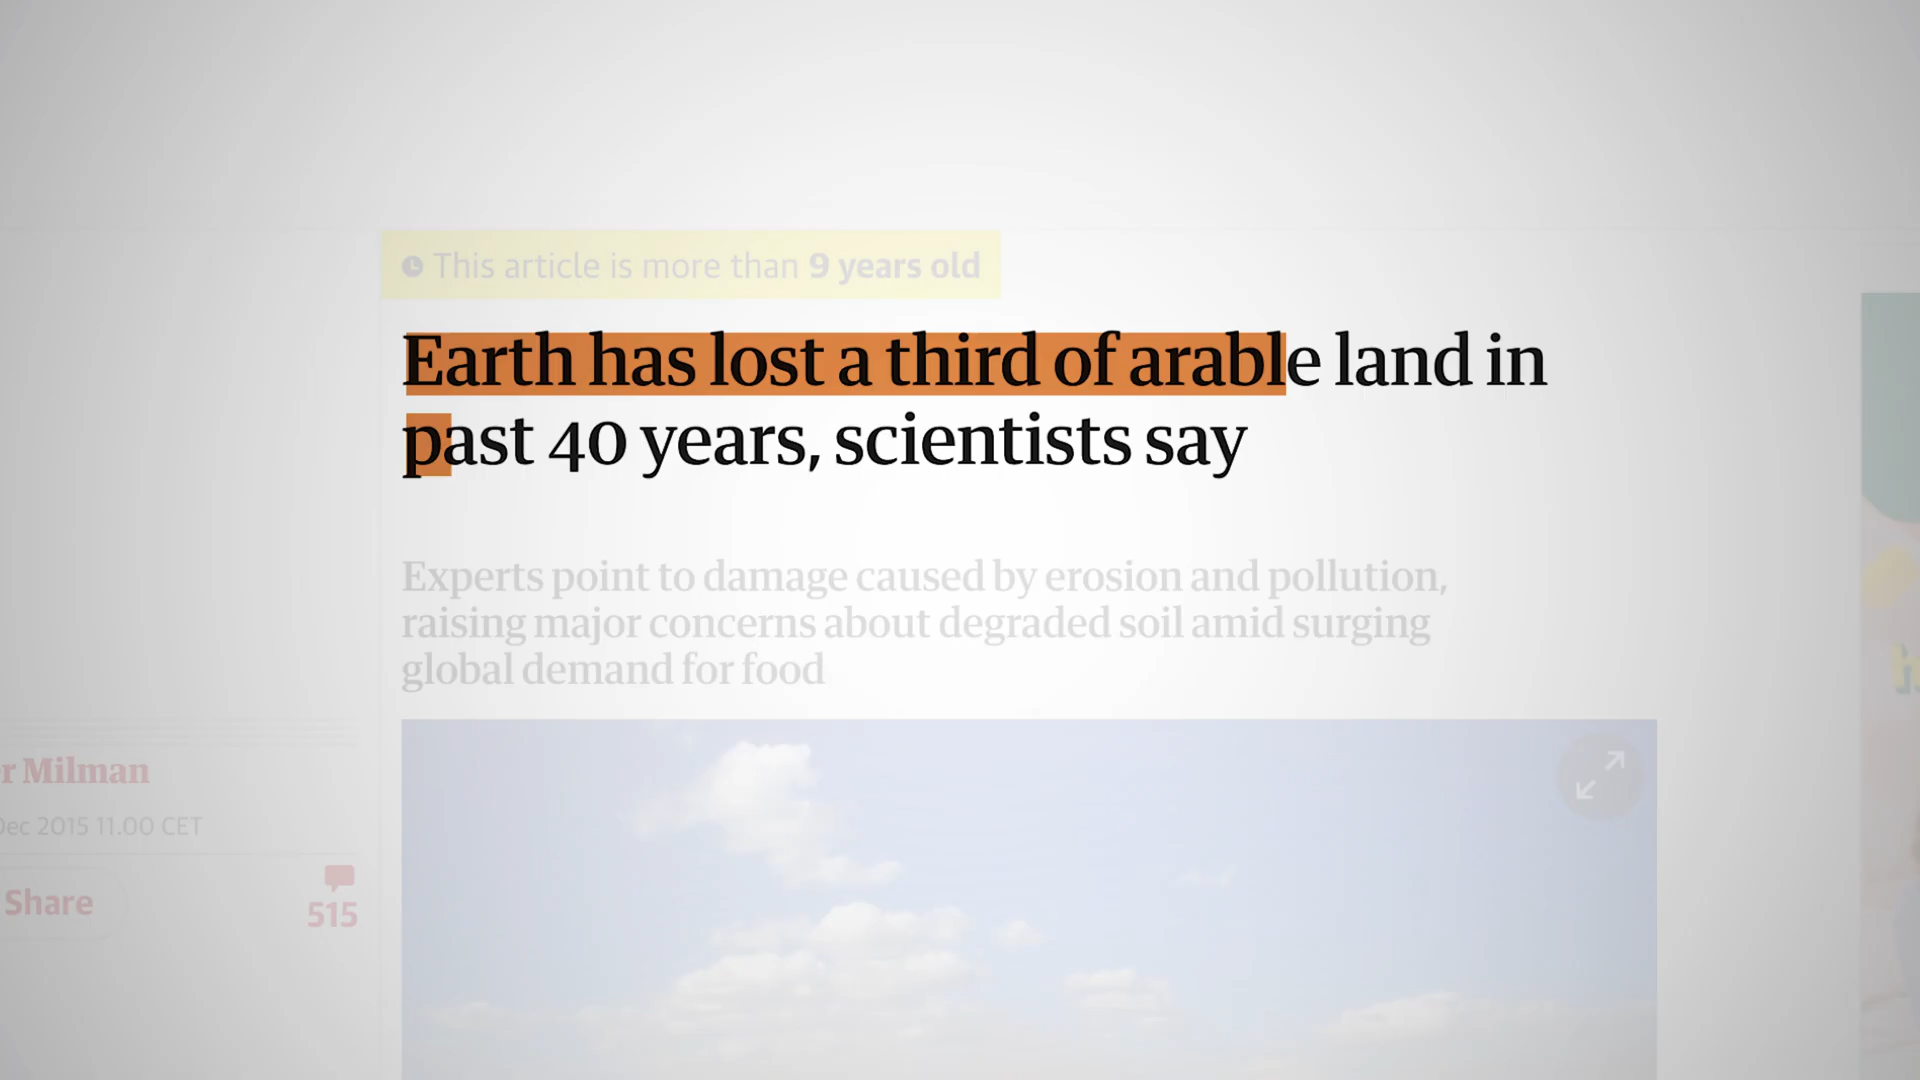 This article is more than 9 years old
Earth has lost a third of arable land in
past 40 years, scientists say
Experts point to damage caused by erosion and pollution,
raising major concerns about degraded soil amid surging
global demand for food
r Milman
Dec 2015 11.00 CET
Share
515